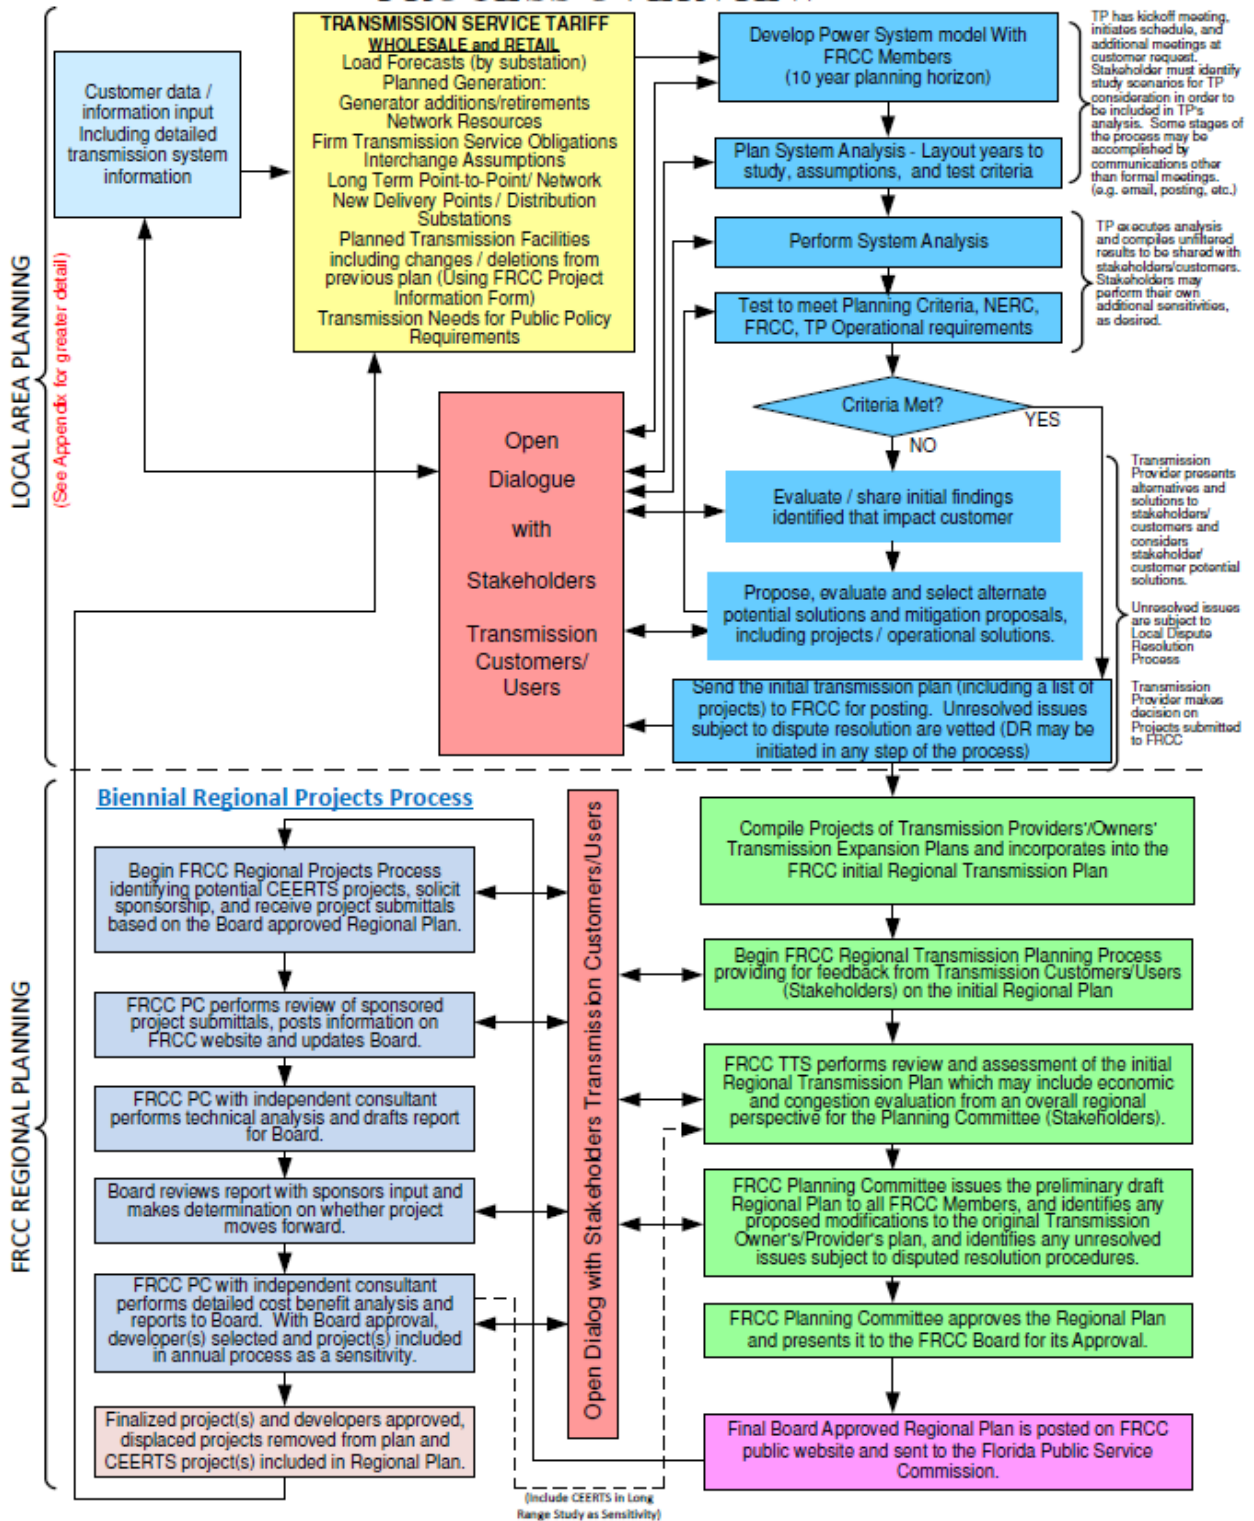 TRANSMISSION SERVICE TARIFF
WHOLESALE and RETAIL
Load Forecasts (by substation)
Planned Generation:
Generator additions/retirements
Network Resources
Firm Transmission Service Obligations
Interchange Assumptions
Long Term Point-to-Point/ Network
New Delivery Points / Distribution
Substations
Planned Transmission Facilities
including changes / deletions from
previous plan (Using FRCC Project
Information Form)
Transmission Needs for Public Policy
Requirements
Customer data /
information input
Including detailed
transmission system
information
Develop Power System model With
FRCC Members
(10 year planning horizon)
TP has kickoff meeting,
initiates schedule, and
additional meetings at
customer request.
Stakeholder must identify
study scenarios for TP
consideration in order to
be included in TP's
analysis. Some stages of
the process may be
accomplished by
communications other
than formal meetings.
(e.g. email, posting, etc.)
Plan System Analysis - Layout years to
study, assumptions, and test criteria
Perform System Analysis
TP executes analysis
and compiles unfiltered
results to be shared with
stakeholders/customers.
Stakeholders may
perform their own
additional sensitivities,
as desired.
Test to meet Planning Criteria, NERC,
FRCC, TP Operational requirements
Criteria Met?
YES
NO
LOCAL AREA PLANNING
(See Appendix for greater detail)
Open
Dialogue
with
Stakeholders
Transmission
Customers/
Users
Evaluate / share initial findings
identified that impact customer
Propose, evaluate and select alternate
potential solutions and mitigation proposals,
including projects / operational solutions.
Send the initial transmission plan (including a list of
projects) to FRCC for posting. Unresolved issues
subject to dispute resolution are vetted (DR may be
initiated in any step of the process)
Transmission
Provider presents
alternatives and
solutions to
stakeholders/
customers and
considers
stakeholder/
customer potential
solutions.
Unresolved issues
are subject to
Local Dispute
Resolution
Process
Transmission
Provider makes
decision on
Projects submitted
to FRCC
FRCC REGIONAL PLANNING
Biennial Regional Projects Process
Begin FRCC Regional Projects Process
identifying potential CEERTS projects, solicit
sponsorship, and receive project submittals
based on the Board approved Regional Plan.
FRCC PC performs review of sponsored
project submittals, posts information on
FRCC website and updates Board.
FRCC PC with independent consultant
performs technical analysis and drafts report
for Board.
Board reviews report with sponsors input and
makes determination on whether project
moves forward.
FRCC PC with independent consultant
performs detailed cost benefit analysis and
reports to Board. With Board approval,
developer(s) selected and project(s) included
in annual process as a sensitivity.
Finalized project(s) and developers approved,
displaced projects removed from plan and
CEERTS project(s) included in Regional Plan.
Open Dialog with Stakeholders Transmission Customers/Users
Compile Projects of Transmission Providers'/Owners'
Transmission Expansion Plans and incorporates into the
FRCC initial Regional Transmission Plan
Begin FRCC Regional Transmission Planning Process
providing for feedback from Transmission Customers/Users
(Stakeholders) on the initial Regional Plan
FRCC TTS performs review and assessment of the initial
Regional Transmission Plan which may include economic
and congestion evaluation from an overall regional
perspective for the Planning Committee (Stakeholders).
FRCC Planning Committee issues the preliminary draft
Regional Plan to all FRCC Members, and identifies any
proposed modifications to the original Transmission
Owner's/Provider's plan, and identifies any unresolved
issues subject to disputed resolution procedures.
FRCC Planning Committee approves the Regional Plan
and presents it to the FRCC Board for its Approval.
Final Board Approved Regional Plan is posted on FRCC
public website and sent to the Florida Public Service
Commission.
(Include CEERTS in Long
Range Study as Sensitivity)